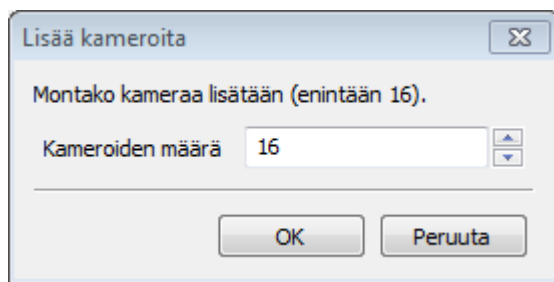 Lisää kameroita
Montako kameraa lisätään (enintään 16).
Kameroiden määrä 16
OK Peruuta